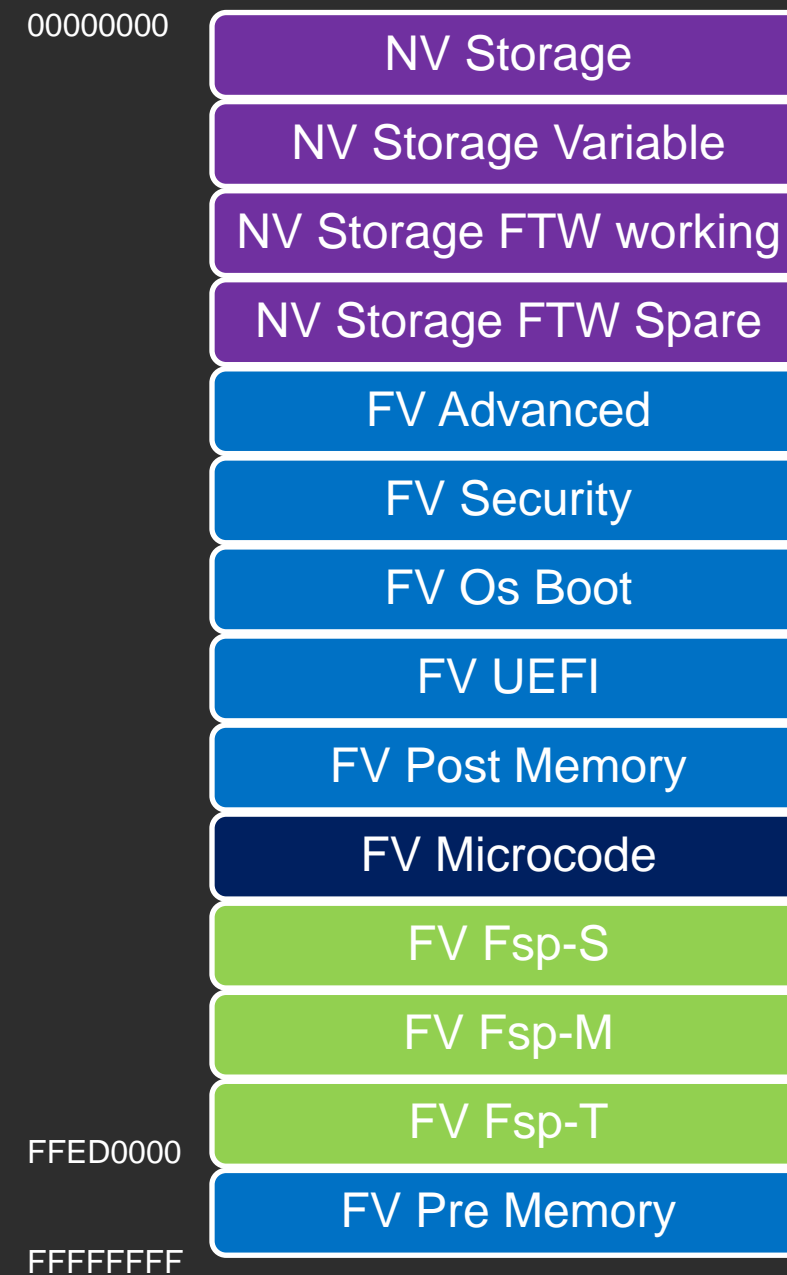 00000000
NV Storage
NV Storage Variable
NV Storage FTW working
NV Storage FTW Spare
FV Advanced
FV Security
FV Os Boot
FV UEFI
FV Post Memory
FV Microcode
FV Fsp-S
FV Fsp-M
FV Fsp-T
FFED0000
FV Pre Memory
FFFFFFFF